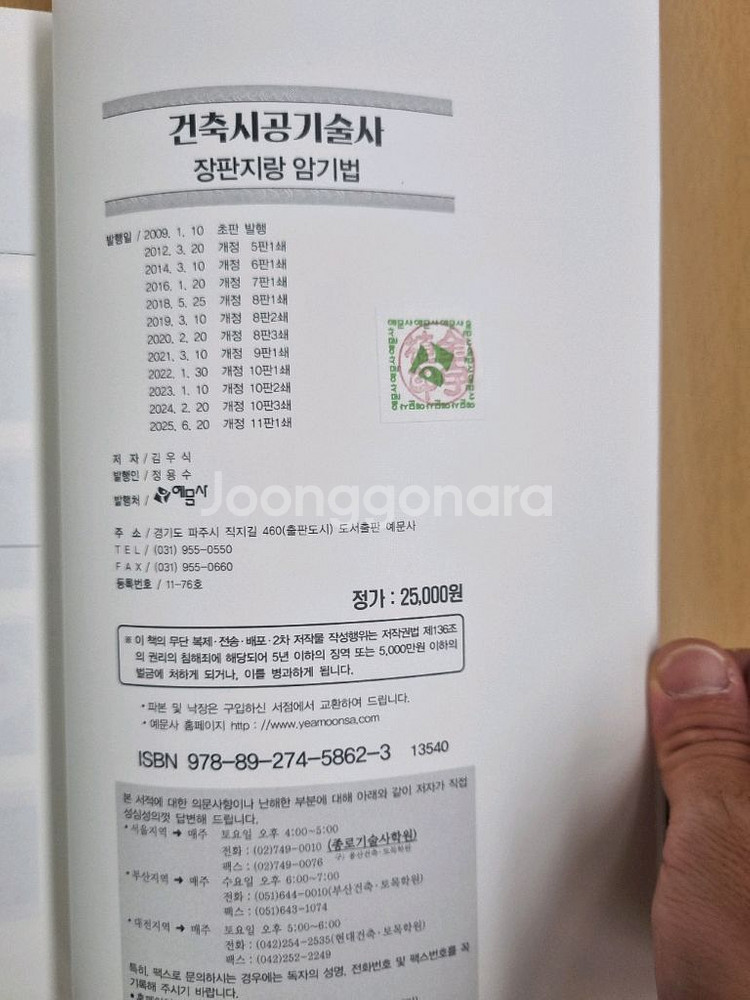 건축시공기술사
장판지랑 암기법
발행일 / 2009. 1. 10 초판 발행
2012. 3. 20 개정 5판1쇄
2014. 3. 10 개정 6판1쇄
2016. 1. 20 개정 7판1쇄
2018. 5. 25 개정 8판1쇄
2019. 3. 10 개정 8판2쇄
2020. 2. 20 개정 8판3쇄
2021. 3. 10 개정 9판1쇄
2022. 1. 30 개정 10판1쇄
2023. 1. 10 개정 10판2쇄
2024. 2. 20 개정 10판3쇄
2025. 6. 20 개정 11판1쇄
저 자 / 김 우 식
발행인 / 정 용 수
발행처 / 예문사
Joonggonara
주 소 / 경기도 파주시 직지길 460(출판도시) 도서출판 예문사
T E L / (031) 955-0550
F A X / (031) 955-0660
등록번호 / 11-76호
정가 : 25,000원
※ 이 책의 무단 복제·전송·배포·2차 저작물 작성행위는 저작권법 제136조
의 권리의 침해죄에 해당되어 5년 이하의 징역 또는 5,000만원 이하의
벌금에 처하게 되거나, 이를 병과하게 됩니다.
* 파본 및 낙장은 구입하신 서점에서 교환하여 드립니다.
* 예문사 홈페이지 http : //www.yeamoonsa.com
ISBN 978-89-274-5862-3 13540
본 서적에 대한 의문사항이나 난해한 부분에 대해 아래와 같이 저자가 직접
성심성의껏 답변해 드립니다.
* 서울지역 ➜ 매주 토요일 오후 4:00~5:00
전화 : (02)749-0010 (종로기술사학원)
팩스 : (02)749-0076 구) 용산건축·토목학원
* 부산지역 ➜ 매주 수요일 오후 6:00~7:00
전화 : (051)644-0010(부산건축·토목학원)
팩스 : (051)643-1074
* 대전지역 ➜ 매주 토요일 오후 5:00~6:00
전화 : (042)254-2535(현대건축·토목학원)
팩스 : (042)252-2249
특히, 팩스로 문의하시는 경우에는 독자의 성명, 전화번호 및 팩스번호를 꼭
기록해 주시기 바랍니다.